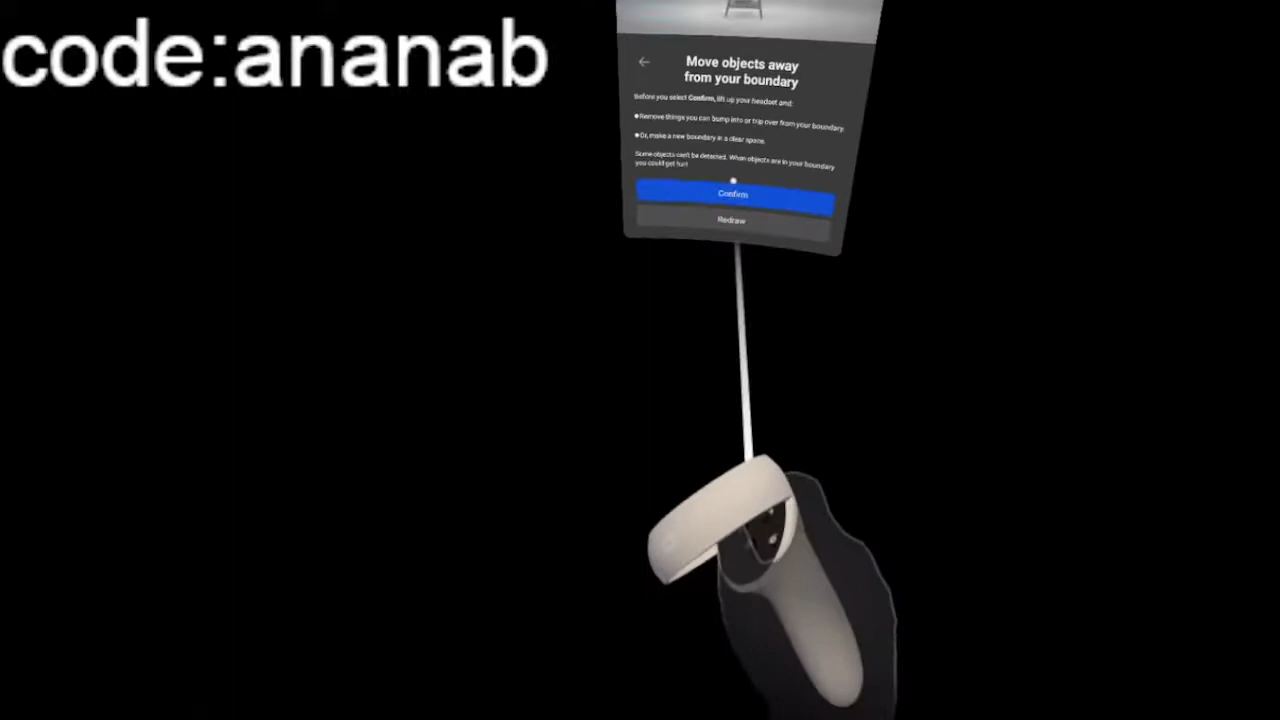 code:ananab
Move objects away
from your boundary
Before you select Confirm, lift up your headset and:
Remove things you can bump into or trip over from your boundary.
Or, make a new boundary in a clear space.
Some objects can't be detected. When objects are in your boundary
you could get hurt
Confirm
Redraw